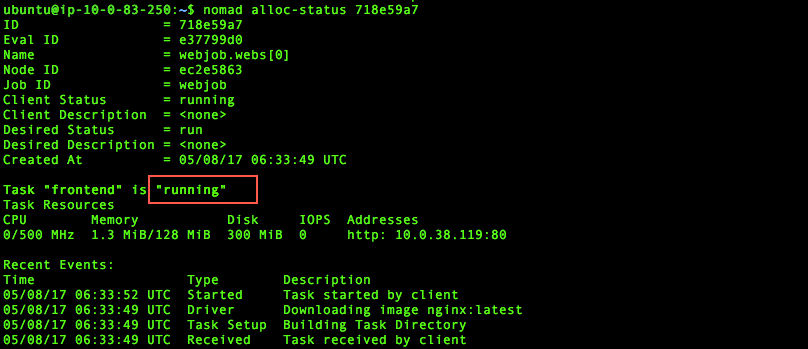 ubuntu@ip-10-0-83-250:~$ nomad alloc-status 718e59a7
ID                  = 718e59a7
Eval ID             = e37799d0
Name                = webjob.webs[0]
Node ID             = ec2e5863
Job ID              = webjob
Client Status       = running
Client Description  = <none>
Desired Status      = run
Desired Description = <none>
Created At          = 05/08/17 06:33:49 UTC

Task "frontend" is "running"
Task Resources
CPU        Memory           Disk     IOPS  Addresses
0/500 MHz  1.3 MiB/128 MiB  300 MiB  0     http: 10.0.38.119:80

Recent Events:
Time                   Type        Description
05/08/17 06:33:52 UTC  Started     Task started by client
05/08/17 06:33:49 UTC  Driver      Downloading image nginx:latest
05/08/17 06:33:49 UTC  Task Setup  Building Task Directory
05/08/17 06:33:49 UTC  Received    Task received by client